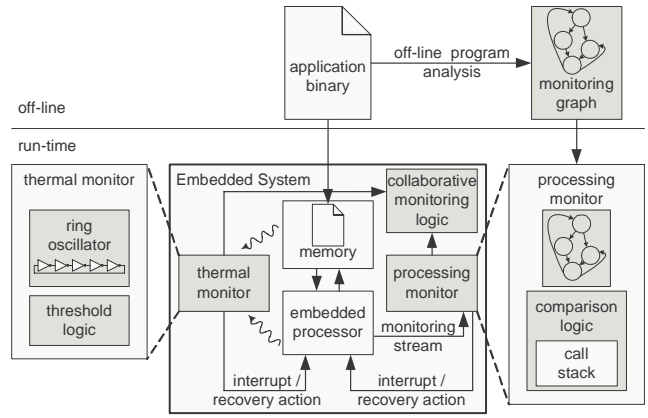 application
binary
off-line program
analysis
monitoring
graph
off-line
run-time
thermal monitor
ring
oscillator
threshold
logic
Embedded System
collaborative
monitoring
logic
memory
thermal
monitor
processing
monitor
embedded
processor
monitoring
stream
interrupt /
recovery action
interrupt /
recovery action
processing
monitor
comparison
logic
call
stack